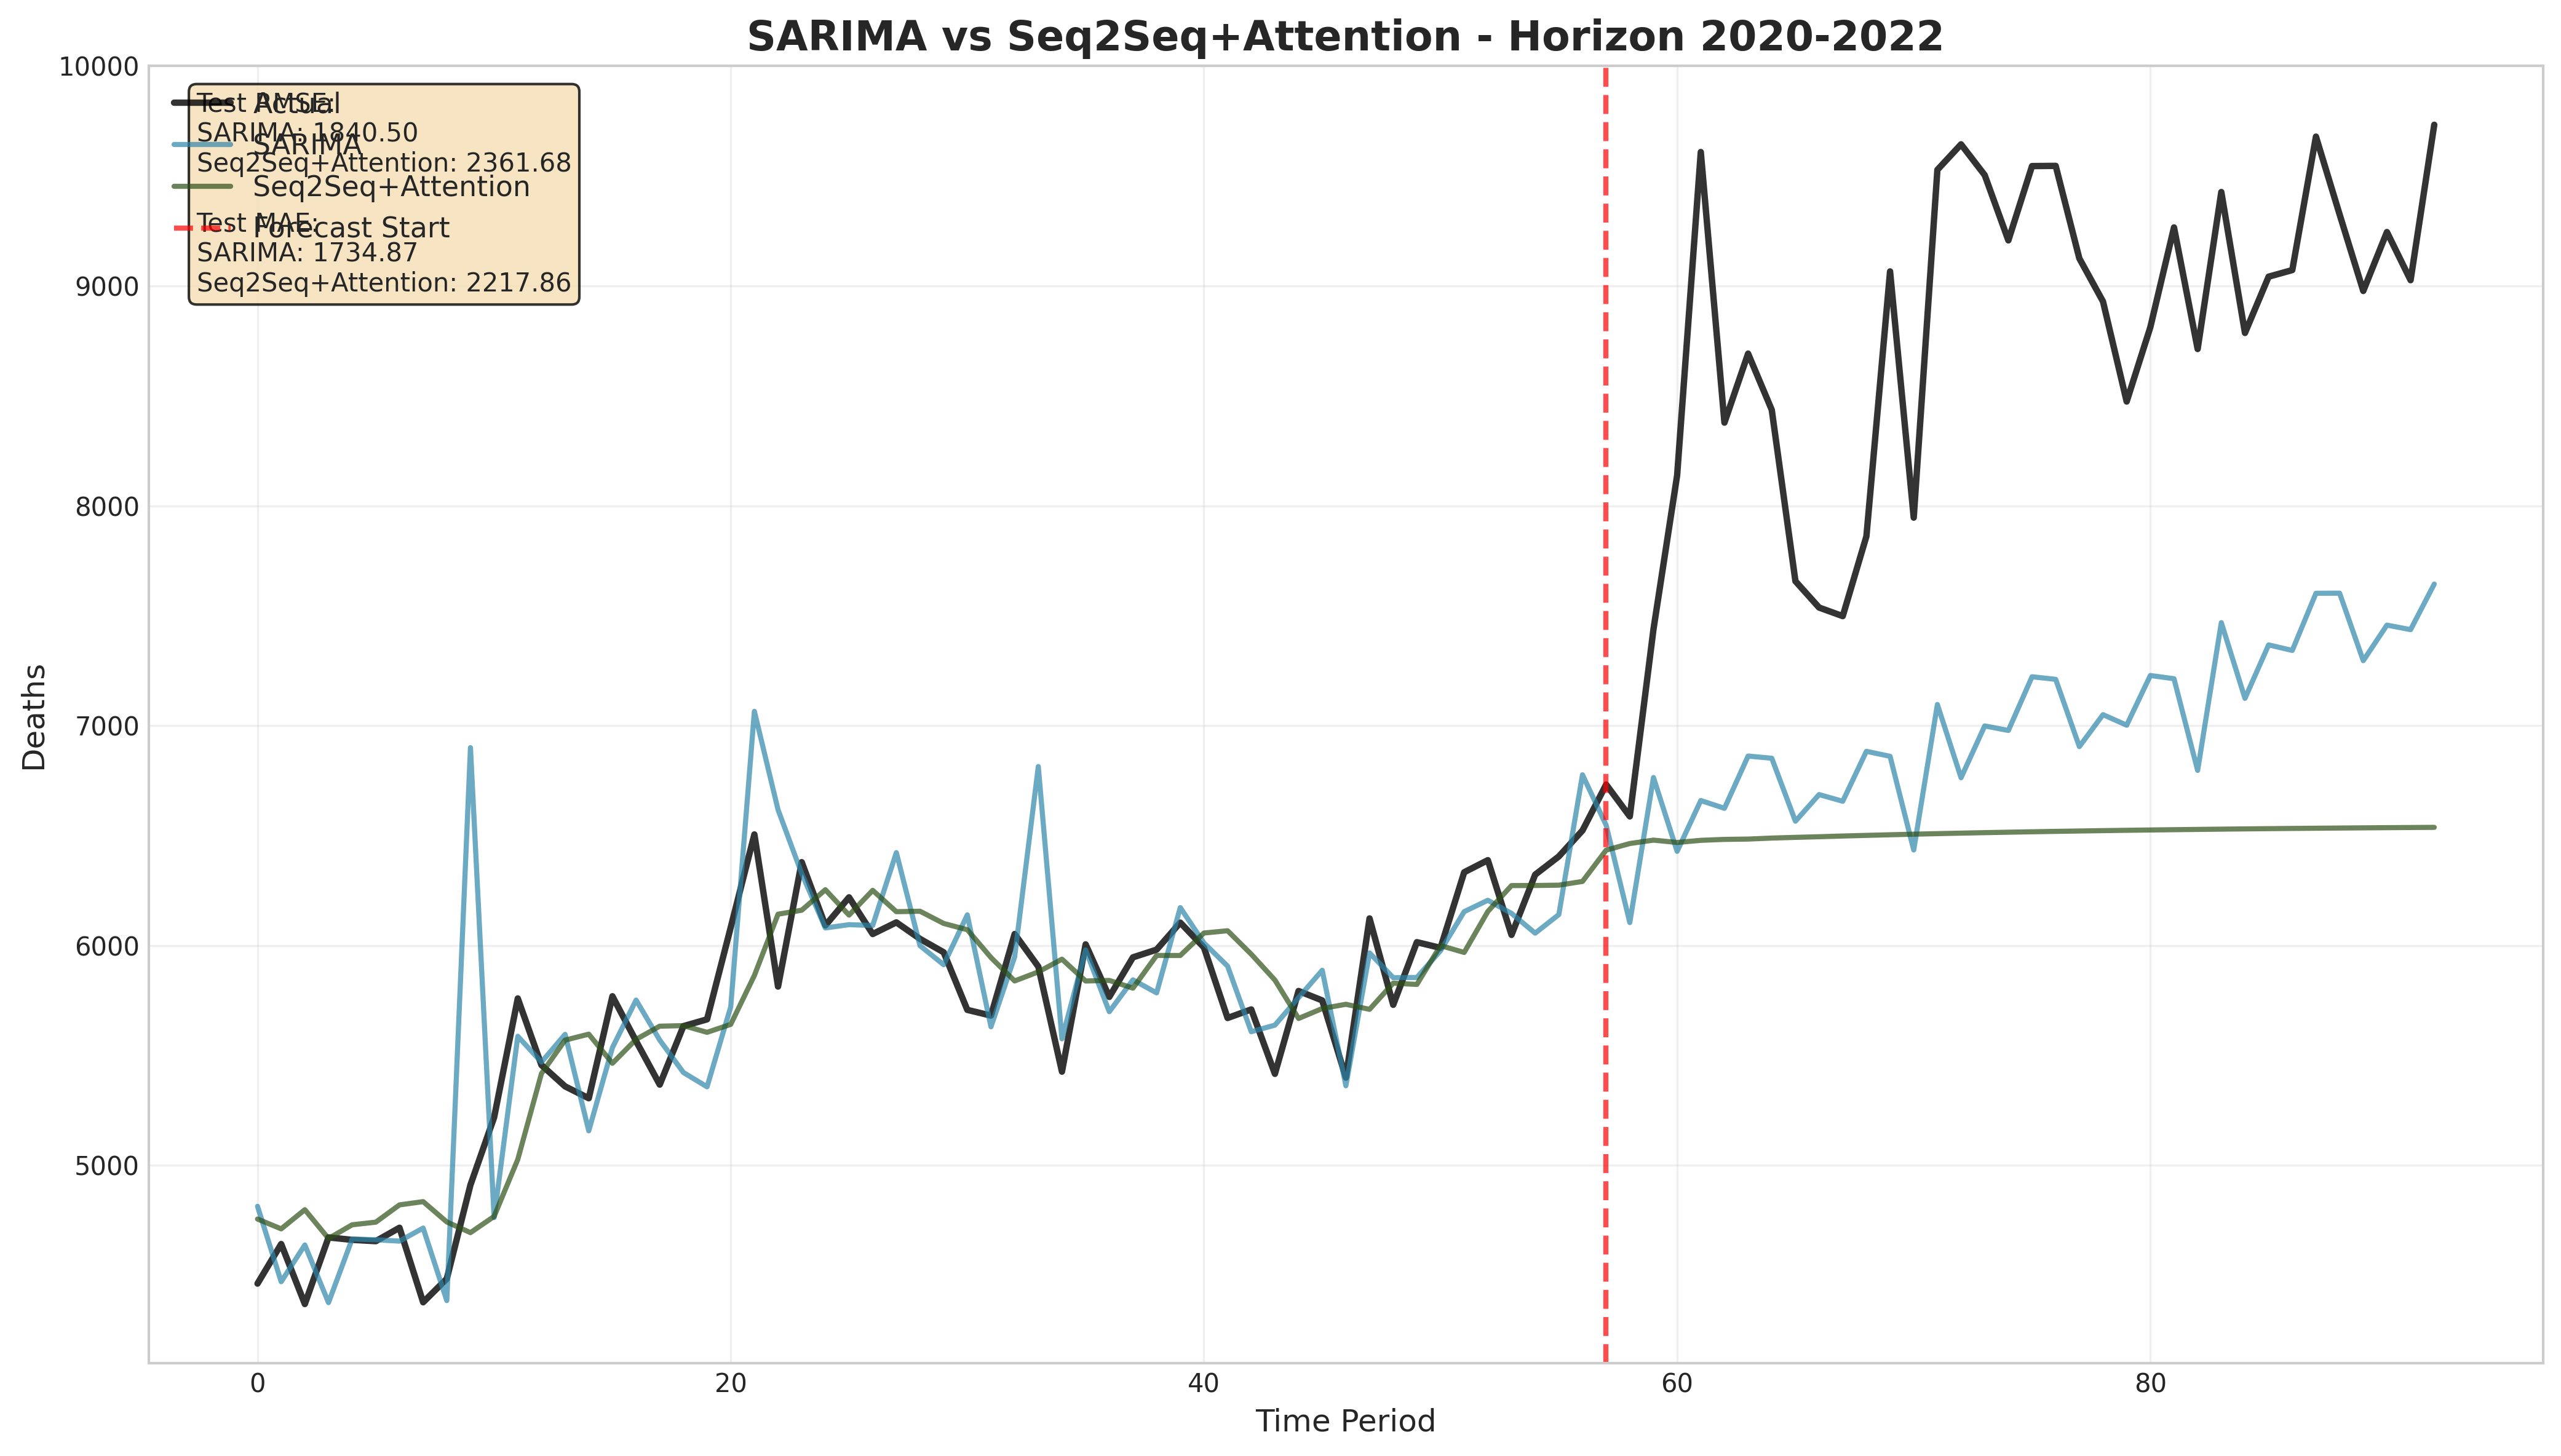 SARIMA vs Seq2Seq+Attention - Horizon 2020-2022
10000
9000
8000
7000
6000
5000
Deaths
Actual
SARIMA
Seq2Seq+Attention
Forecast Start
Test RMSE:
SARIMA: 1840.50
Seq2Seq+Attention: 2361.68
Test MAE:
SARIMA: 1734.87
Seq2Seq+Attention: 2217.86
0 20 40 60 80
Time Period